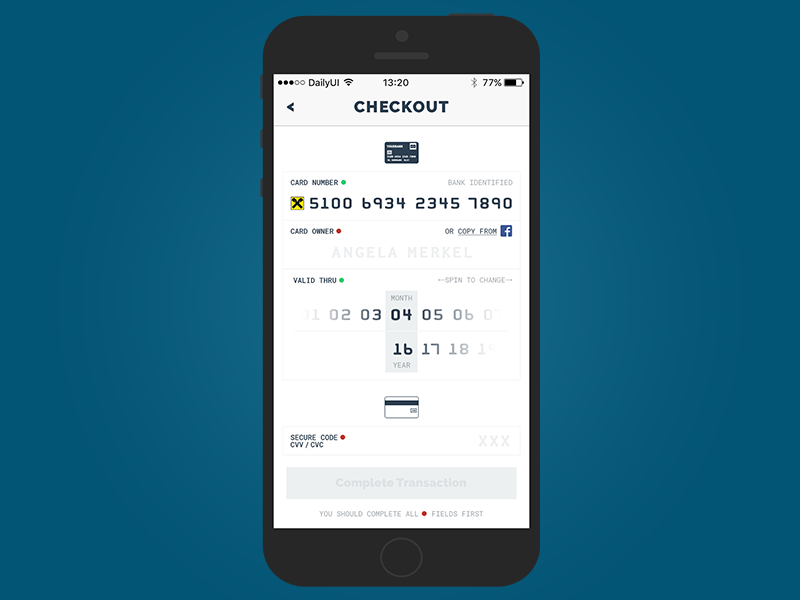 DailyUI 13:20 77%
< CHECKOUT
CARD NUMBER BANK IDENTIFIED
5100 6934 2345 7890
CARD OWNER OR COPY FROM f
ANGELA MERKEL
VALID THRU ←SPIN TO CHANGE→
MONTH
01 02 03 04 05 06 07
16 17 18 19
YEAR
SECURE CODE
CVV / CVC
XXX
Complete Transaction
YOU SHOULD COMPLETE ALL FIELDS FIRST